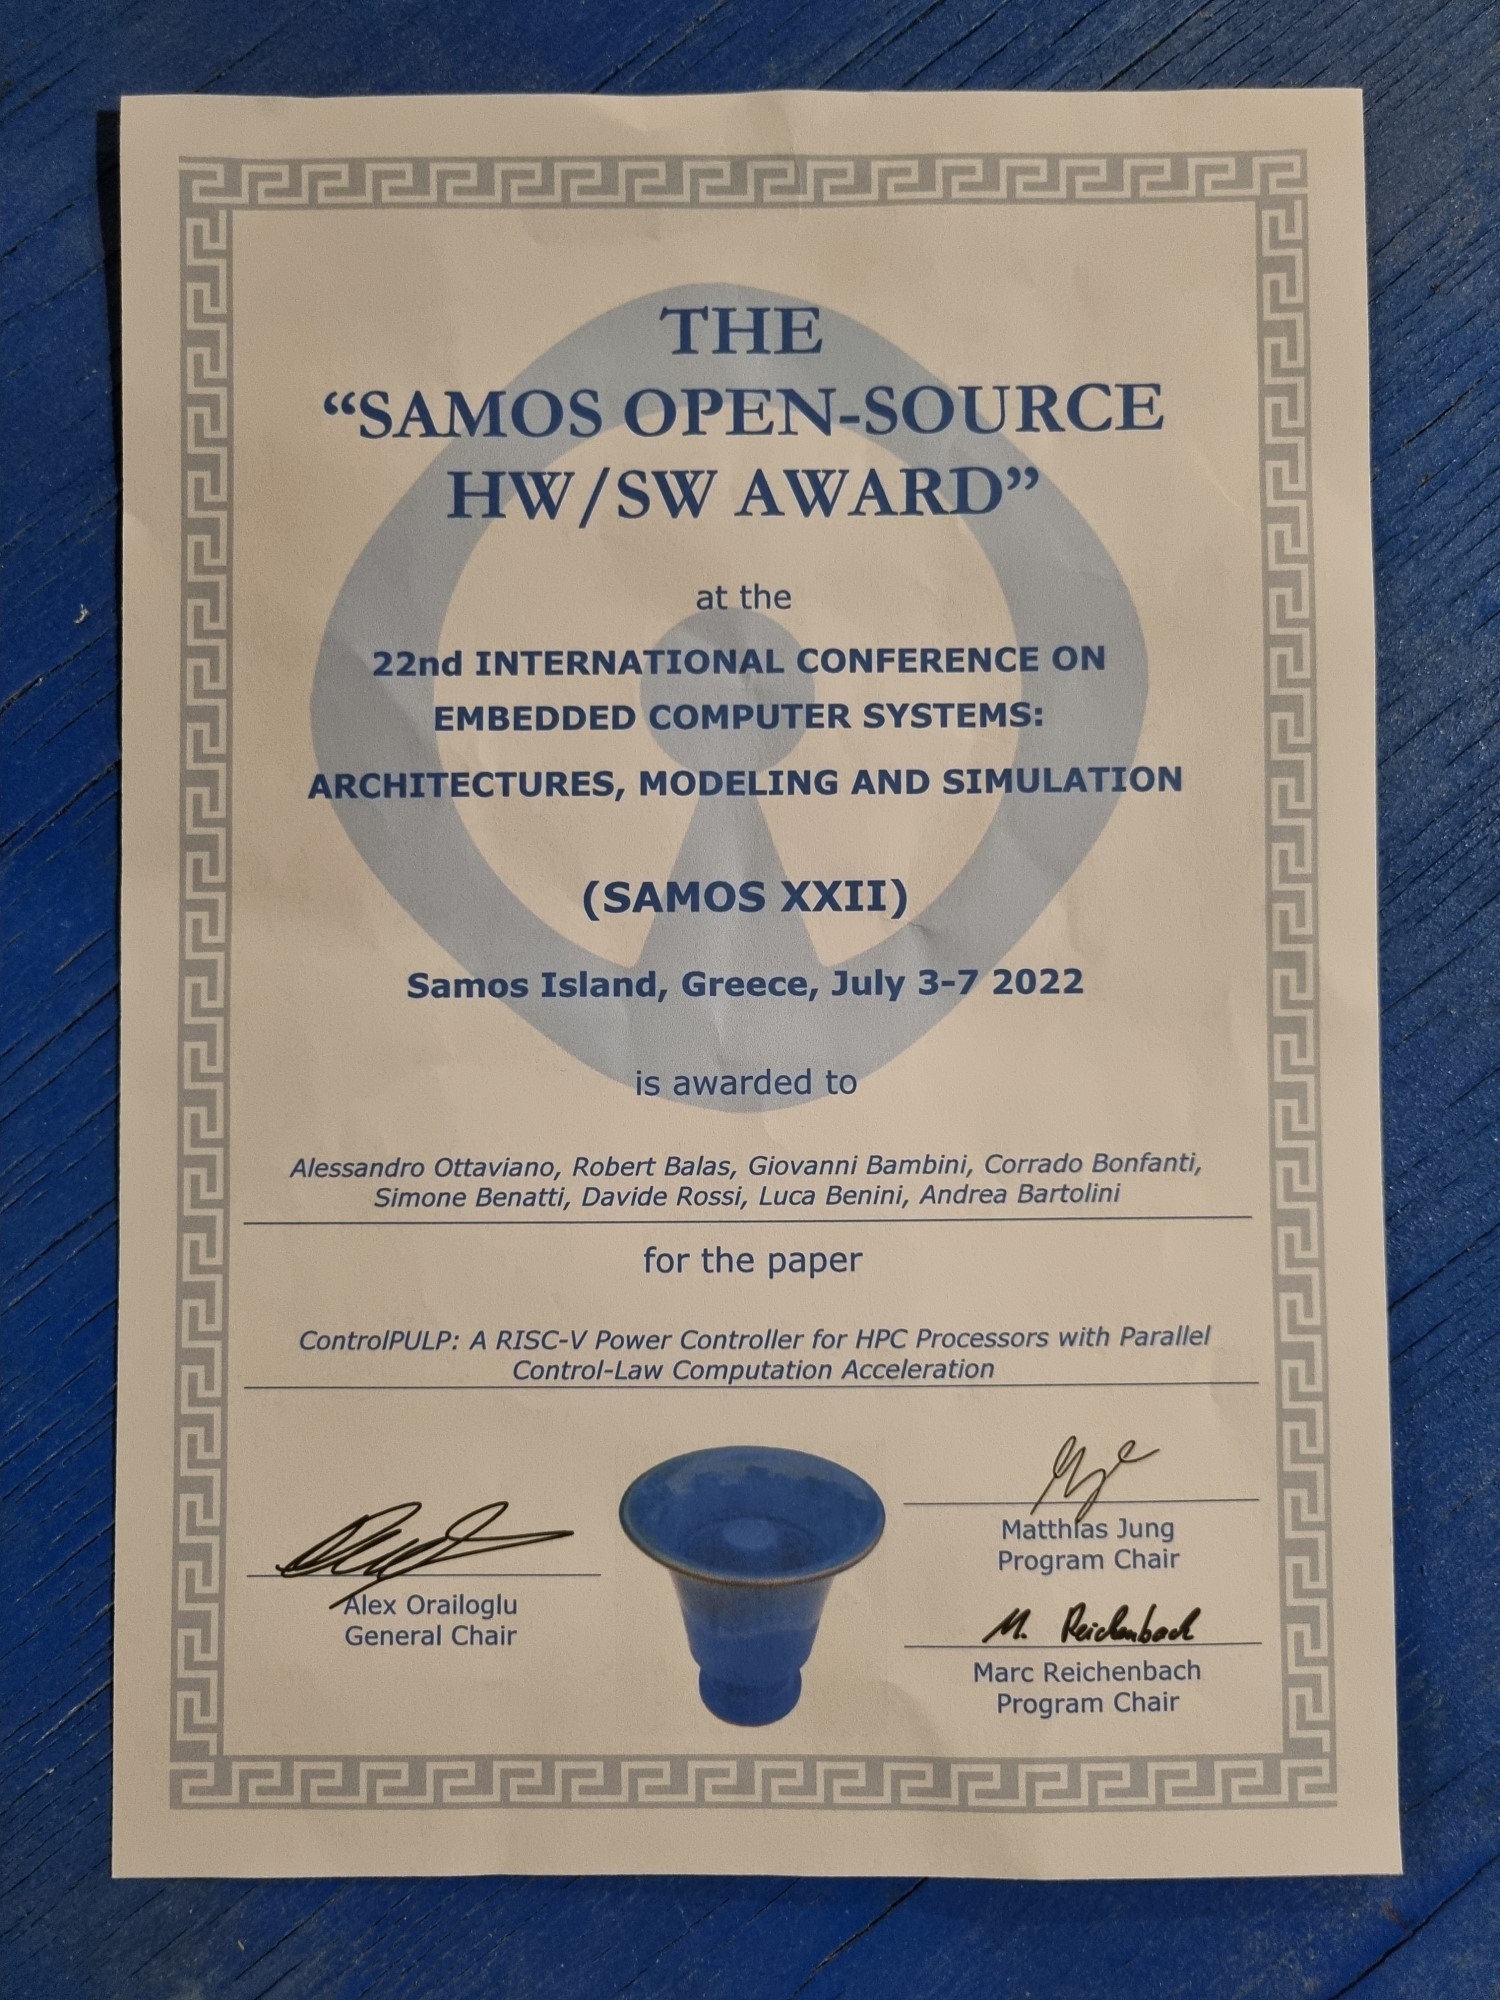 THE
“SAMOS OPEN-SOURCE
HW/SW AWARD”
at the
22nd INTERNATIONAL CONFERENCE ON
EMBEDDED COMPUTER SYSTEMS:
ARCHITECTURES, MODELING AND SIMULATION
(SAMOS XXII)
Samos Island, Greece, July 3-7 2022
is awarded to
Alessandro Ottaviano, Robert Balas, Giovanni Bambini, Corrado Bonfanti,
Simone Benatti, Davide Rossi, Luca Benini, Andrea Bartolini
for the paper
ControlPULP: A RISC-V Power Controller for HPC Processors with Parallel
Control-Law Computation Acceleration
Alex Orailoglu
General Chair
Matthias Jung
Program Chair
M. Reichenbach
Marc Reichenbach
Program Chair